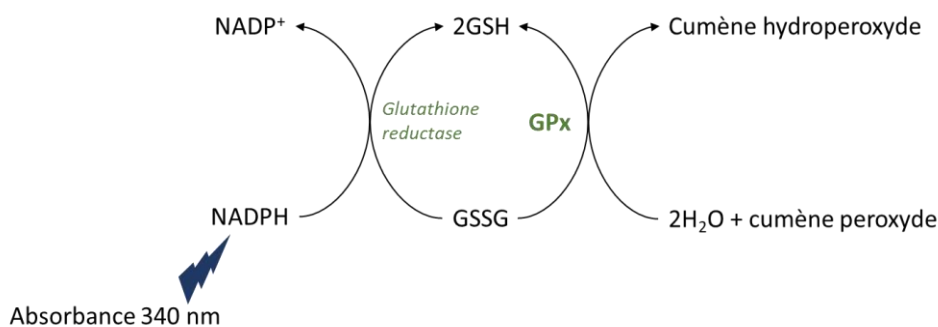 NADP⁺ 2GSH Cumène hydroperoxyde
Glutathione
reductase
GPx
NADPH GSSG 2H₂O + cumène peroxyde
Absorbance 340 nm